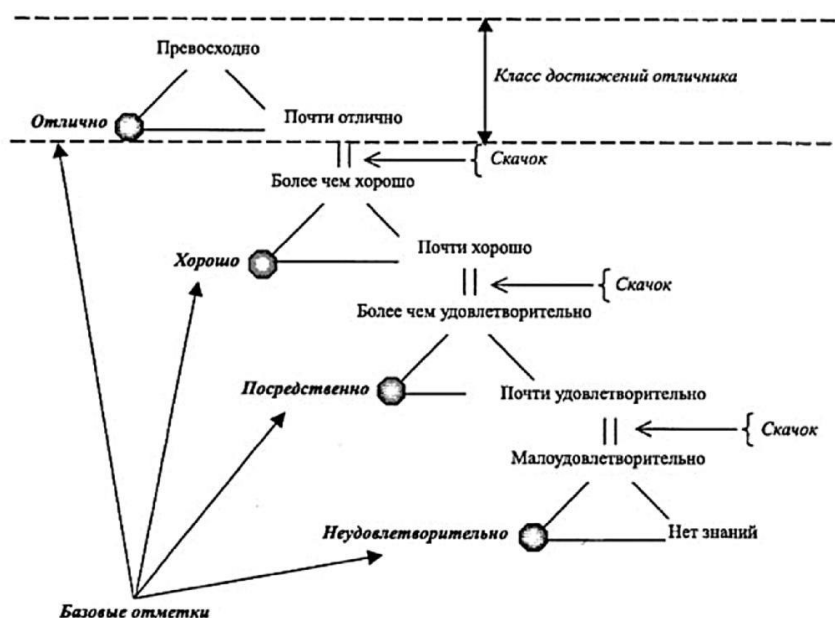 Превосходно
Класс достижений отличника
Отлично
Почти отлично
Скачок
Более чем хорошо
Хорошо
Почти хорошо
Скачок
Более чем удовлетворительно
Посредственно
Почти удовлетворительно
Скачок
Малоудовлетворительно
Неудовлетворительно
Нет знаний
Базовые отметки